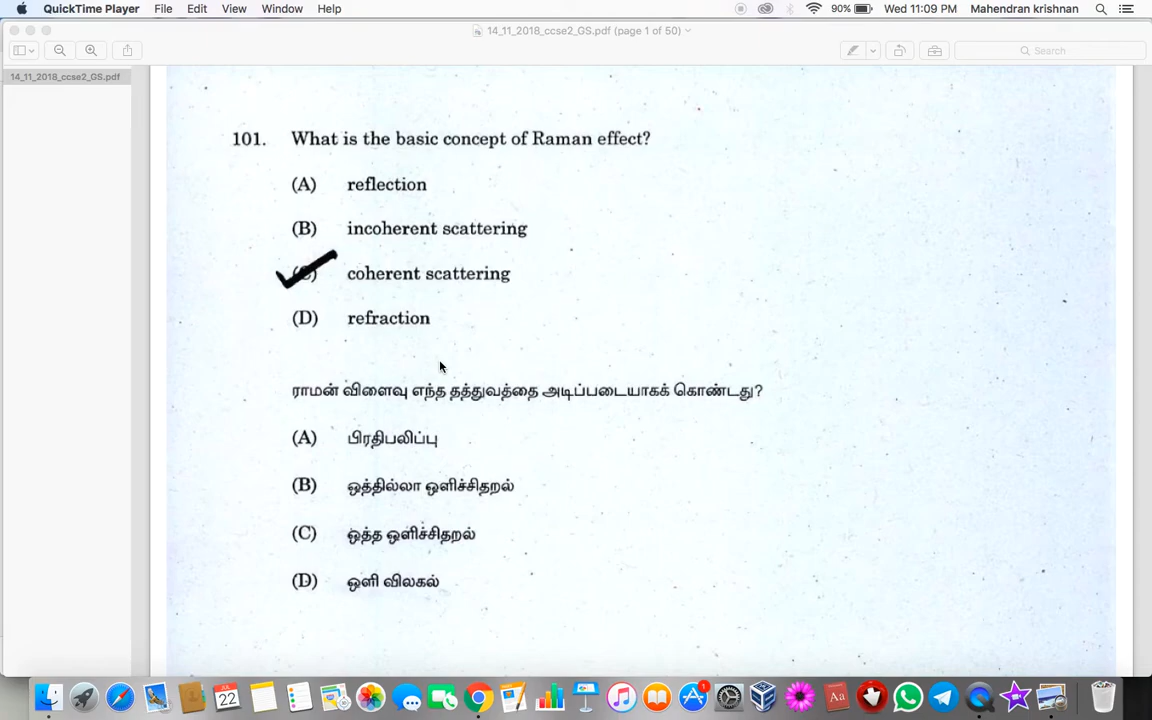 QuickTime Player File Edit View Window Help 90% Wed 11:09 PM Mahendran krishnan
14_11_2018_ccse2_GS.pdf (page 1 of 50)
Search
14_11_2018_ccse2_GS.pdf
101. What is the basic concept of Raman effect?
(A) reflection
(B) incoherent scattering
(C) coherent scattering
(D) refraction
ராமன் விளைவு எந்த தத்துவத்தை அடிப்படையாகக் கொண்டது?
(A) பிரதிபலிப்பு
(B) ஒத்தில்லா ஒளிச்சிதறல்
(C) ஒத்த ஒளிச்சிதறல்
(D) ஒளி விலகல்
JUL
22
Aa
1